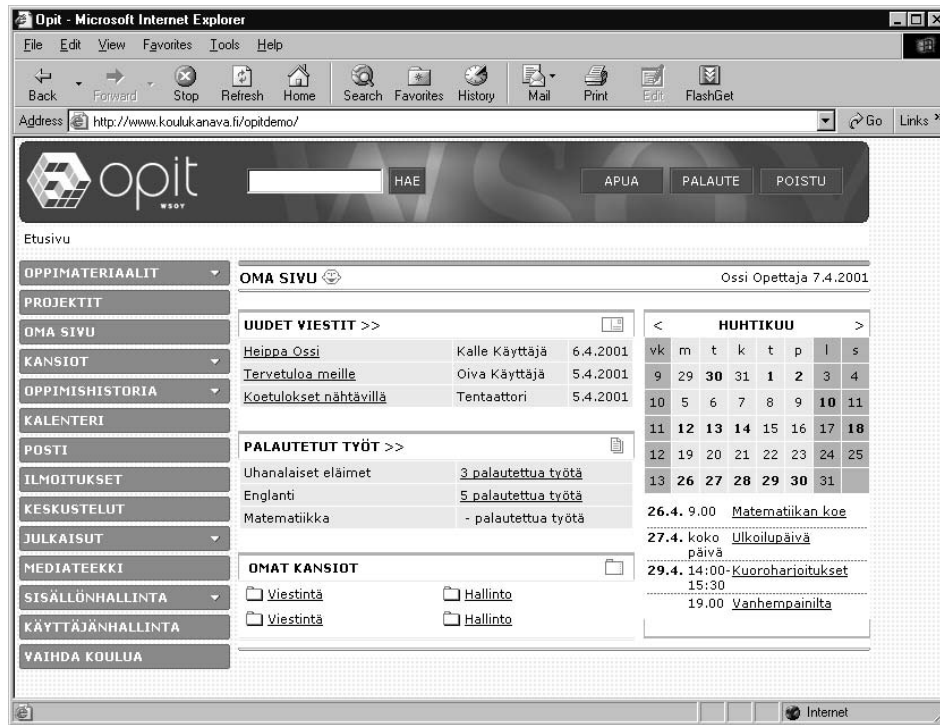 Opit - Microsoft Internet Explorer
File Edit View Favorites Tools Help
Back Forward Stop Refresh Home Search Favorites History Mail Print Edit FlashGet
Address http://www.koulukanava.fi/opitdemo/ Go Links »
opit
WSOY
HAE APUA PALAUTE POISTU
Etusivu
OPPIMATERIAALIT
PROJEKTIT
OMA SIVU
KANSIOT
OPPIMISHISTORIA
KALENTERI
POSTI
ILMOITUKSET
KESKUSTELUT
JULKAISUT
MEDIATEEKKI
SISÄLLÖNHALLINTA
KÄYTTÄJÄNHALLINTA
VAIHDA KOULUA
OMA SIVU Ossi Opettaja 7.4.2001
UUDET VIESTIT >>
Heippa Ossi Kalle Käyttäjä 6.4.2001
Tervetuloa meille Oiva Käyttäjä 5.4.2001
Koetulokset nähtävillä Tentaattori 5.4.2001
PALAUTETUT TYÖT >>
Uhanalaiset eläimet 3 palautettua työtä
Englanti 5 palautettua työtä
Matematiikka - palautettua työtä
OMAT KANSIOT
Viestintä Hallinto
Viestintä Hallinto
< HUHTIKUU >
vk m t k t p l s
9 29 30 31 1 2 3 4
10 5 6 7 8 9 10 11
11 12 13 14 15 16 17 18
12 19 20 21 22 23 24 25
13 26 27 28 29 30 31
26.4. 9.00 Matematiikan koe
27.4. koko Ulkoilupäivä
päivä
29.4. 14:00- Kuoroharjoitukset
15:30
19.00 Vanhempainilta
Internet